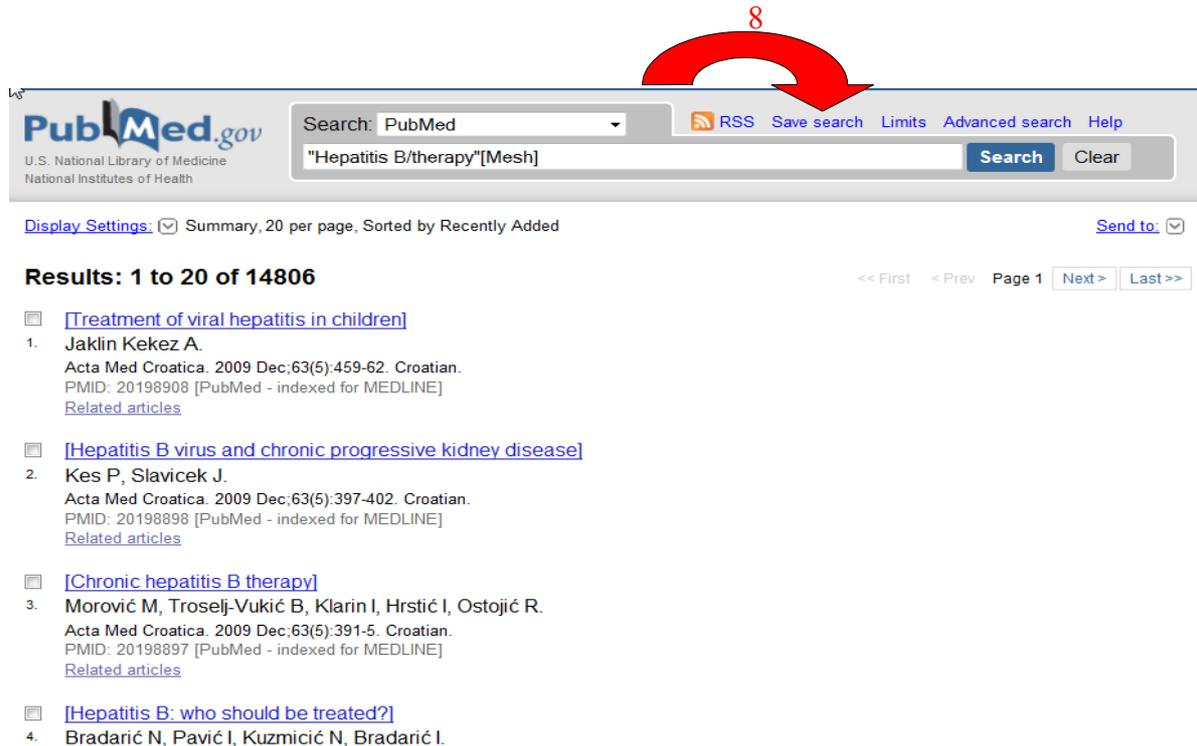 8
PubMed.gov
U.S. National Library of Medicine
National Institutes of Health
Search: PubMed
RSS Save search Limits Advanced search Help
"Hepatitis B/therapy"[Mesh]
Search Clear
Display Settings: Summary, 20 per page, Sorted by Recently Added
Send to:
Results: 1 to 20 of 14806
<< First < Prev Page 1 Next > Last >>
[Treatment of viral hepatitis in children]
1. Jaklin Kekez A.
Acta Med Croatica. 2009 Dec;63(5):459-62. Croatian.
PMID: 20198908 [PubMed - indexed for MEDLINE]
Related articles
[Hepatitis B virus and chronic progressive kidney disease]
2. Kes P, Slavicek J.
Acta Med Croatica. 2009 Dec;63(5):397-402. Croatian.
PMID: 20198898 [PubMed - indexed for MEDLINE]
Related articles
[Chronic hepatitis B therapy]
3. Morović M, Troselj-Vukić B, Klarin I, Hrstić I, Ostojić R.
Acta Med Croatica. 2009 Dec;63(5):391-5. Croatian.
PMID: 20198897 [PubMed - indexed for MEDLINE]
Related articles
[Hepatitis B: who should be treated?]
4. Bradarić N, Pavić I, Kuzmicić N, Bradarić I.